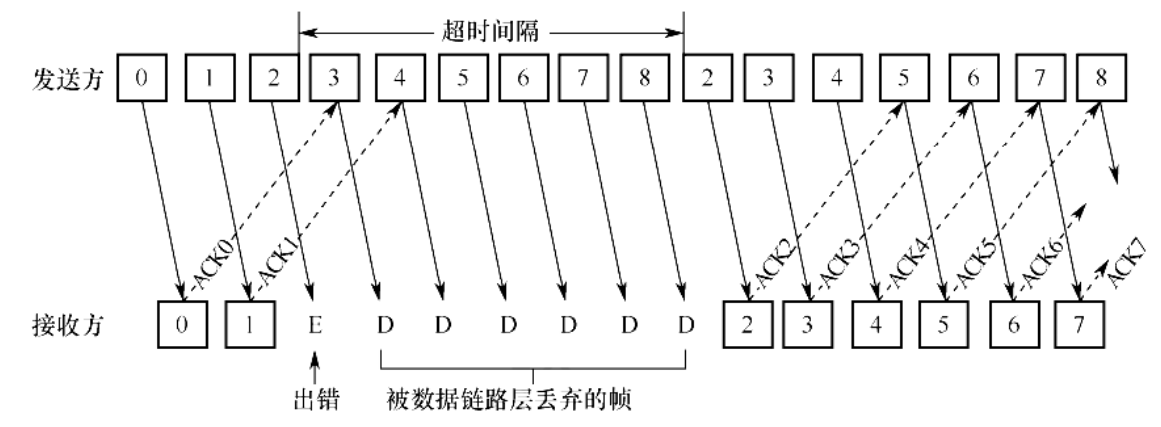 超时间隔
发送方 0 1 2 3 4 5 6 7 8 2 3 4 5 6 7 8
ACK0 ACK1 ACK2 ACK3 ACK4 ACK5 ACK6 ACK7
接收方 0 1 E D D D D D D 2 3 4 5 6 7
出错 被数据链路层丢弃的帧